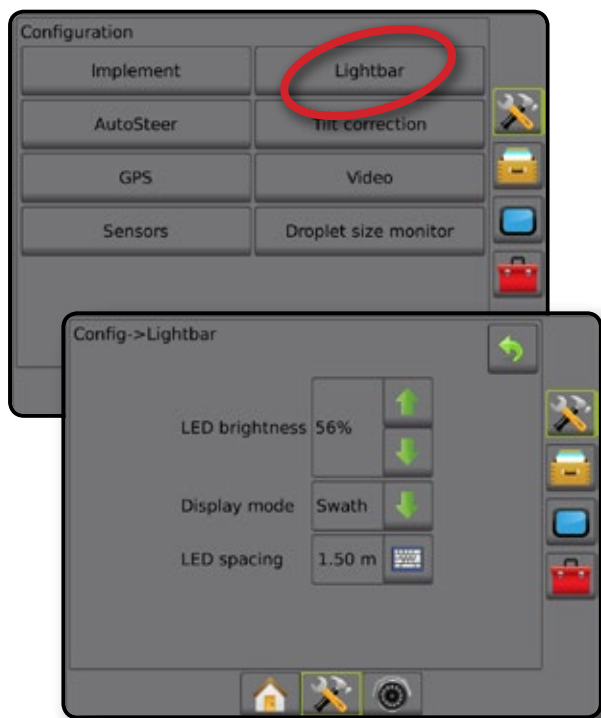 Configuration
Implement Lightbar
AutoSteer Tilt correction
GPS Video
Sensors Droplet size monitor
Config->Lightbar
LED brightness 56%
Display mode Swath
LED spacing 1.50 m